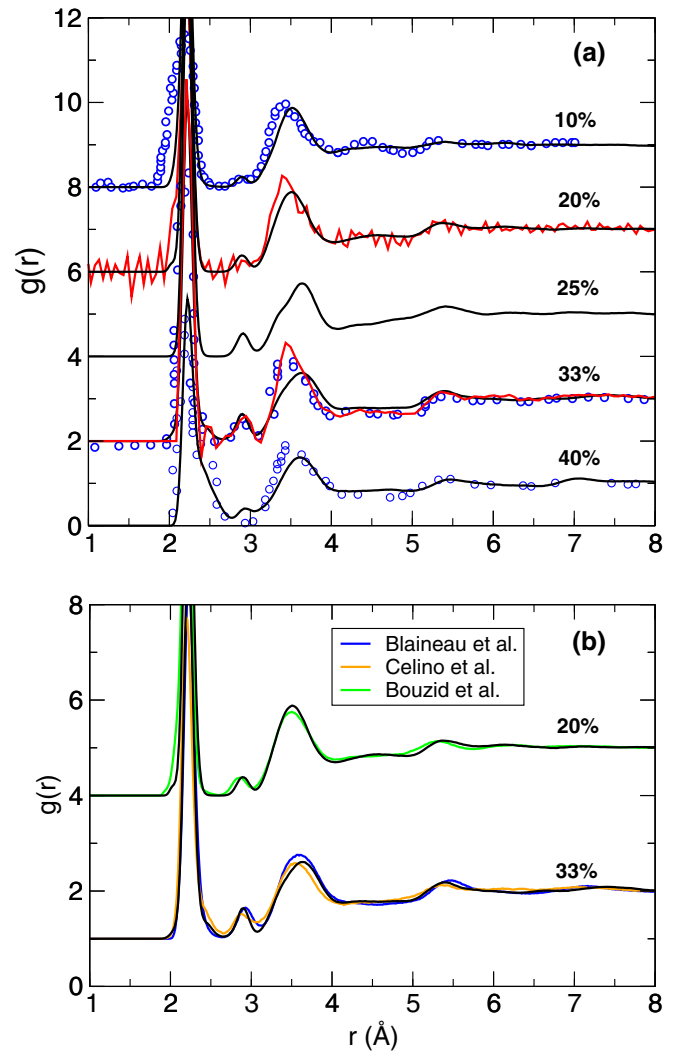 12
(a)
10
10%
8
20%
g(r)
6
25%
4
33%
2
40%
0
1 2 3 4 5 6 7 8
8
Blaineau et al.
(b)
Celino et al.
Bouzid et al.
6
20%
g(r)
4
33%
2
0
1 2 3 4 5 6 7 8
r (Å)